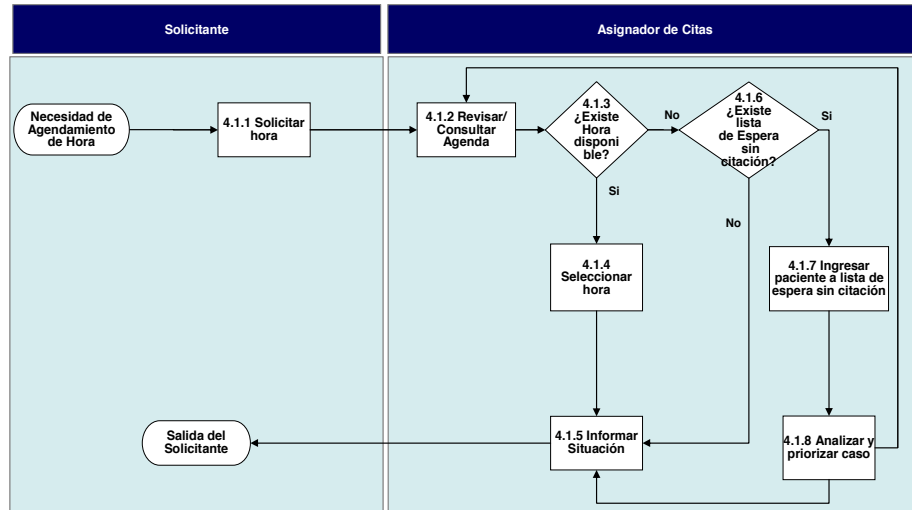 Solicitante
Asignador de Citas
Necesidad de
Agendamiento
de Hora
4.1.1 Solicitar
hora
4.1.2 Revisar/
Consultar
Agenda
4.1.3
¿Existe
Hora
disponi
ble?
No
4.1.6
¿Existe
lista
de Espera
sin
citación?
Si
Si
No
4.1.4
Seleccionar
hora
4.1.7 Ingresar
paciente a lista de
espera sin citación
Salida del
Solicitante
4.1.5 Informar
Situación
4.1.8 Analizar y
priorizar caso